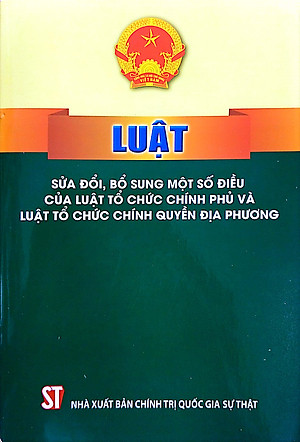 LUẬT
SỬA ĐỔI, BỔ SUNG MỘT SỐ ĐIỀU
CỦA LUẬT TỔ CHỨC CHÍNH PHỦ VÀ
LUẬT TỔ CHỨC CHÍNH QUYỀN ĐỊA PHƯƠNG
ST
NHÀ XUẤT BẢN CHÍNH TRỊ QUỐC GIA SỰ THẬT